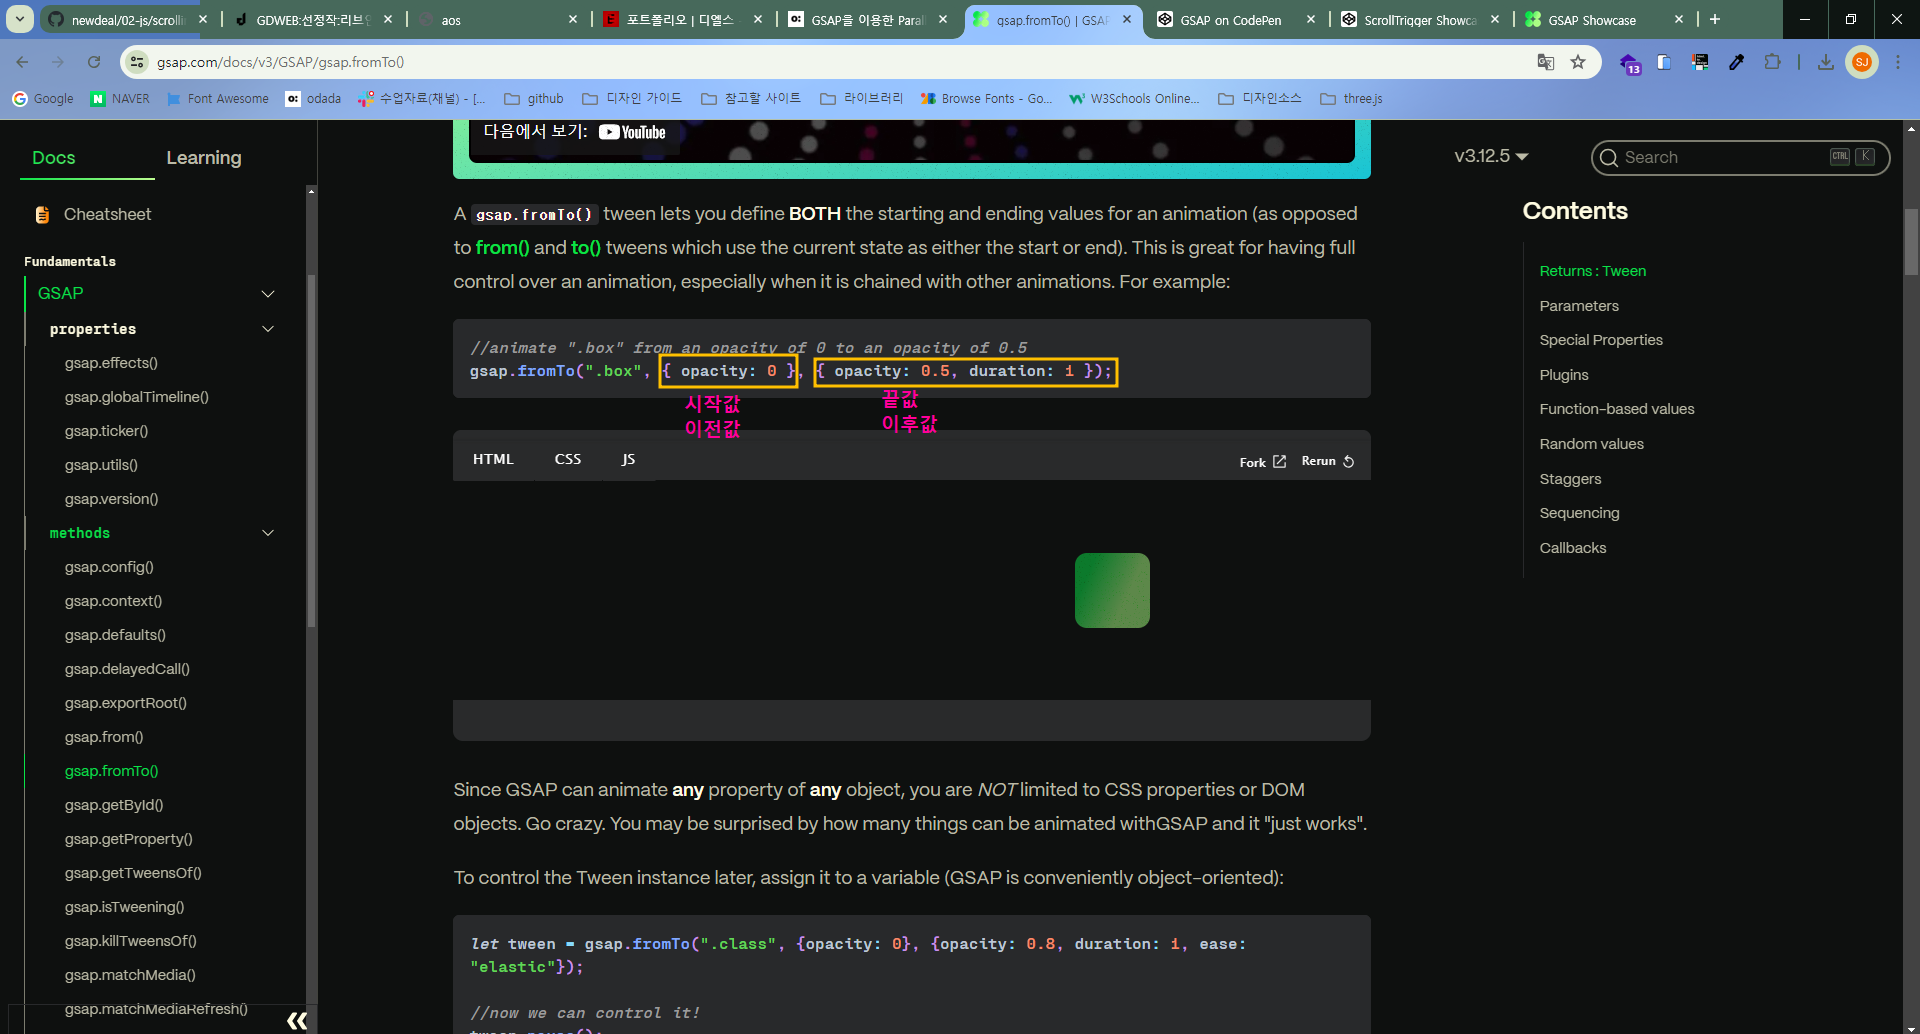 newdeal/02-js/scrolli
GDWEB:선정작:리브인
aos
포트폴리오 | 디엘스
GSAP을 이용한 Paral
gsap.fromTo() | GSAP
GSAP on CodePen
ScrollTrigger Showca
GSAP Showcase
gsap.com/docs/v3/GSAP/gsap.fromTo()
13
SJ
Google
NAVER
Font Awesome
odada
수업자료(채널) - [...
github
디자인 가이드
참고할 사이트
라이브러리
Browse Fonts - Go...
W3Schools Online...
디자인소스
three.js
Docs
Learning
Cheatsheet
Fundamentals
GSAP
properties
gsap.effects()
gsap.globalTimeline()
gsap.ticker()
gsap.utils()
gsap.version()
methods
gsap.config()
gsap.context()
gsap.defaults()
gsap.delayedCall()
gsap.exportRoot()
gsap.from()
gsap.fromTo()
gsap.getById()
gsap.getProperty()
gsap.getTweensOf()
gsap.isTweening()
gsap.killTweensOf()
gsap.matchMedia()
gsap.matchMediaRefresh()
다음에서 보기: YouTube
A gsap.fromTo() tween lets you define BOTH the starting and ending values for an animation (as opposed
to from() and to() tweens which use the current state as either the start or end). This is great for having full
control over an animation, especially when it is chained with other animations. For example:
//animate ".box" from an opacity of 0 to an opacity of 0.5
gsap.fromTo(".box", { opacity: 0 }, { opacity: 0.5, duration: 1 });
시작값
이전값
끝값
이후값
HTML
CSS
JS
Fork
Rerun
Since GSAP can animate any property of any object, you are NOT limited to CSS properties or DOM
objects. Go crazy. You may be surprised by how many things can be animated withGSAP and it "just works".
To control the Tween instance later, assign it to a variable (GSAP is conveniently object-oriented):
let tween = gsap.fromTo(".class", {opacity: 0}, {opacity: 0.8, duration: 1, ease:
"elastic"});
//now we can control it!
tween.pause();
v3.12.5
Search
CTRL K
Contents
Returns : Tween
Parameters
Special Properties
Plugins
Function-based values
Random values
Staggers
Sequencing
Callbacks